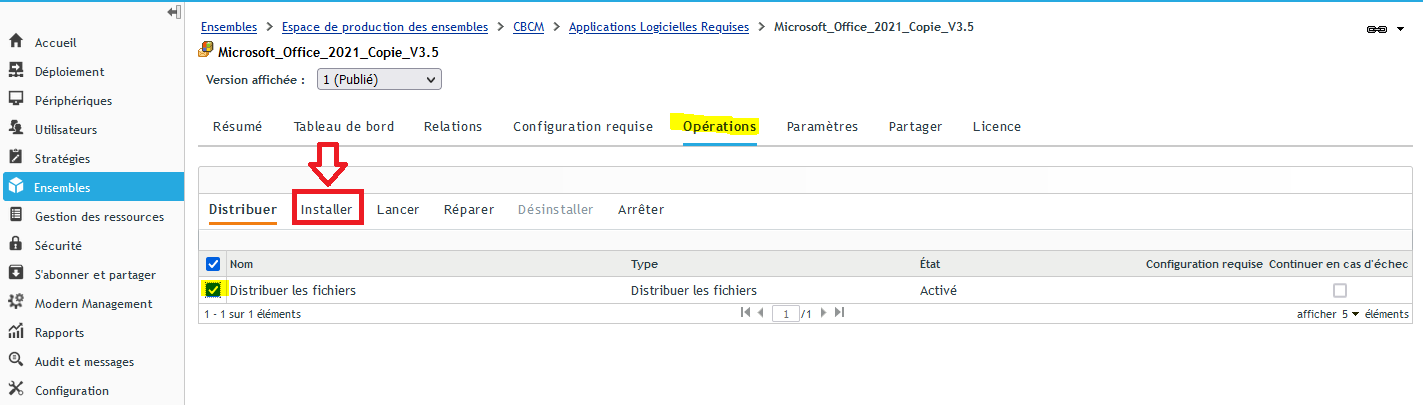 Ensembles > Espace de production des ensembles > CBCM > Applications Logicielles Requises > Microsoft_Office_2021_Copie_V3.5
Microsoft_Office_2021_Copie_V3.5
Version affichée : 1 (Publié)
Accueil
Déploiement
Périphériques
Utilisateurs
Stratégies
Ensembles
Gestion des ressources
Sécurité
S'abonner et partager
Modern Management
Rapports
Audit et messages
Configuration
Résumé Tableau de bord Relations Configuration requise Opérations Paramètres Partager Licence
Distribuer Installer Lancer Réparer Désinstaller Arrêter
Nom Type État Configuration requise Continuer en cas d'échec
Distribuer les fichiers Distribuer les fichiers Activé
1 - 1 sur 1 éléments 1 /1 afficher 5 éléments